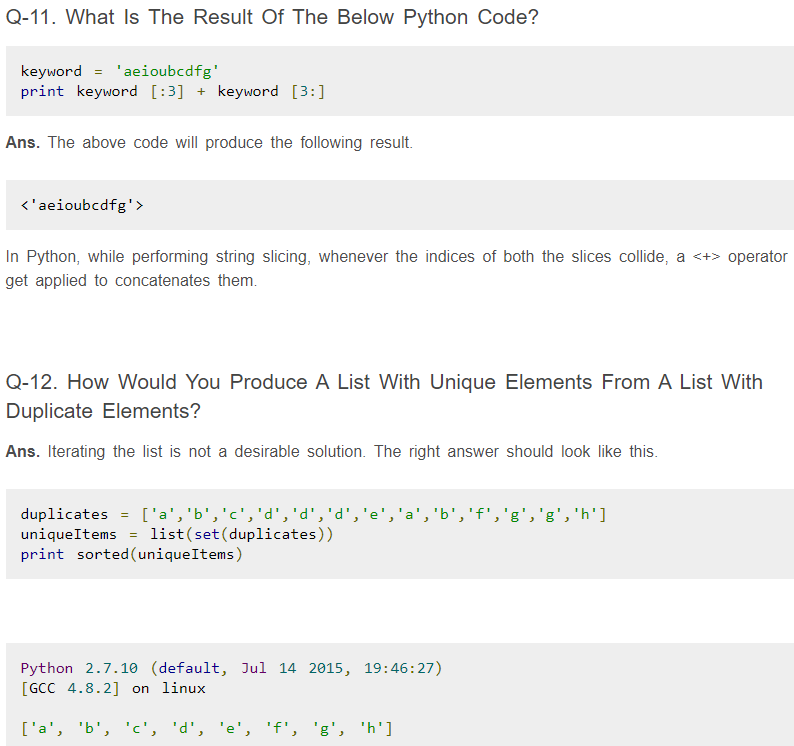 Q-11. What Is The Result Of The Below Python Code?
keyword = 'aeioubcdfg'
print keyword [:3] + keyword [3:]
Ans. The above code will produce the following result.
<'aeioubcdfg'>
In Python, while performing string slicing, whenever the indices of both the slices collide, a <+> operator
get applied to concatenates them.
Q-12. How Would You Produce A List With Unique Elements From A List With
Duplicate Elements?
Ans. Iterating the list is not a desirable solution. The right answer should look like this.
duplicates = ['a','b','c','d','d','d','e','a','b','f','g','g','h']
uniqueItems = list(set(duplicates))
print sorted(uniqueItems)
Python 2.7.10 (default, Jul 14 2015, 19:46:27)
[GCC 4.8.2] on linux
['a', 'b', 'c', 'd', 'e', 'f', 'g', 'h']